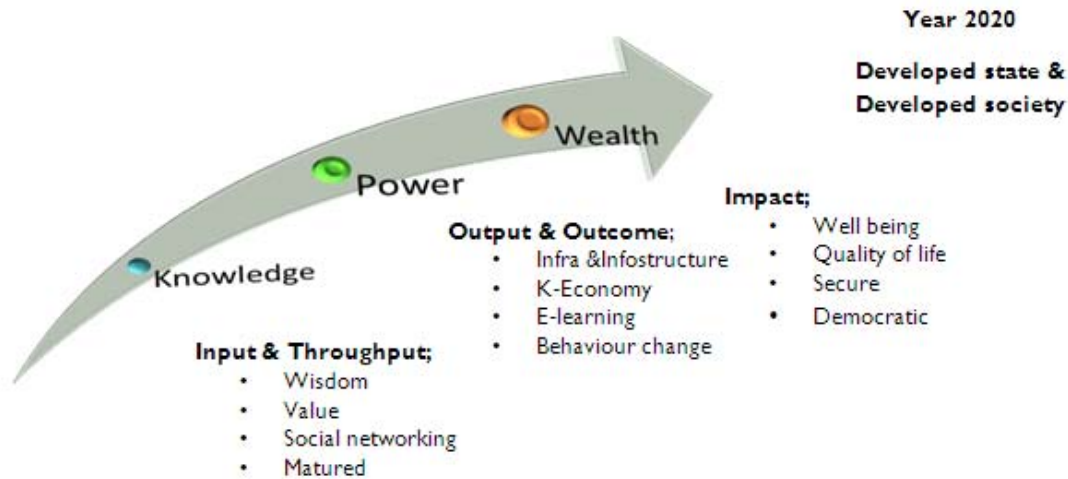 Year 2020
Developed state &
Developed society
Wealth
Power
Knowledge
Impact;
• Well being
• Quality of life
• Secure
• Democratic
Output & Outcome;
• Infra &Infostructure
• K-Economy
• E-learning
• Behaviour change
Input & Throughput;
• Wisdom
• Value
• Social networking
• Matured